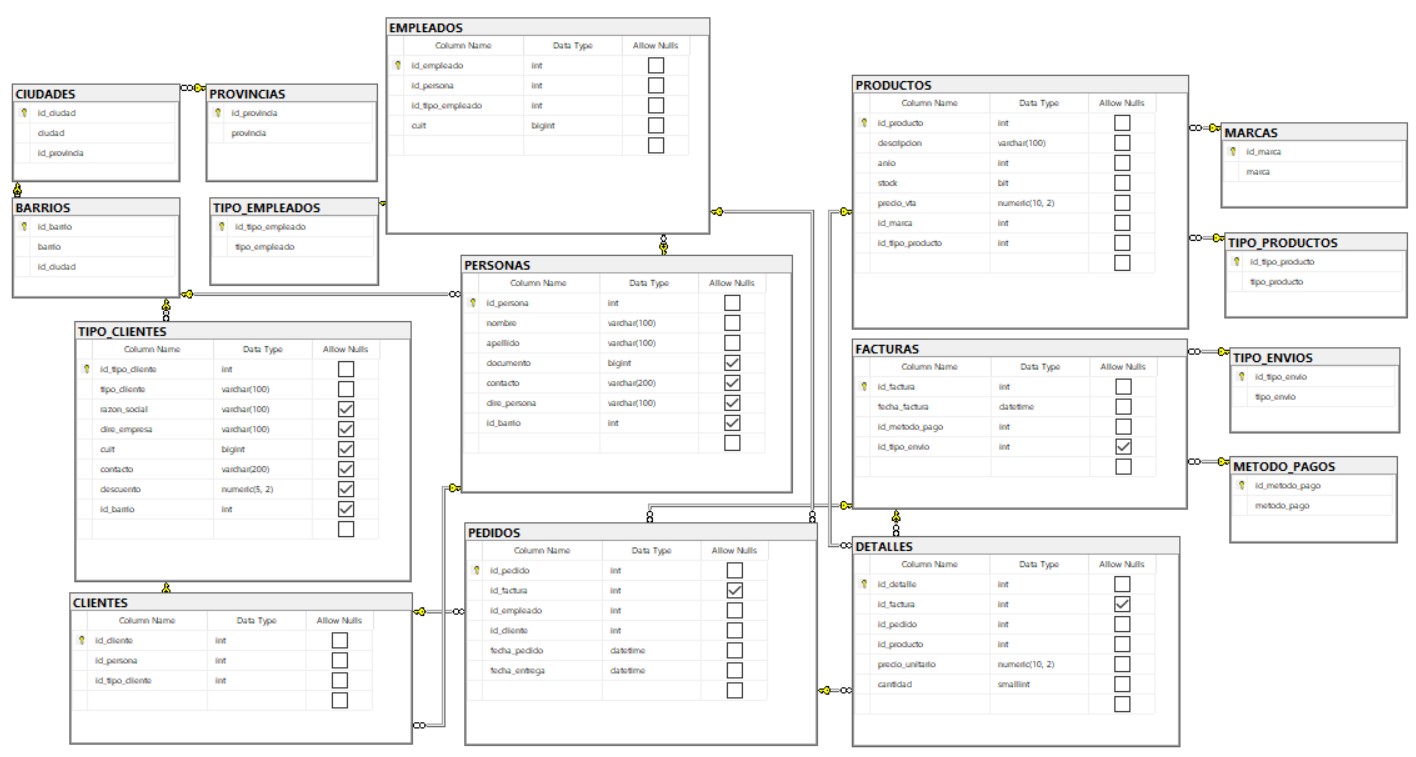 EMPLEADOS
Column Name Data Type Allow Nulls
id_empleado int
id_persona int
id_tipo_empleado int
cuit bigint
CIUDADES
id_ciudad
ciudad
id_provincia
PROVINCIAS
id_provincia
provincia
BARRIOS
id_barrio
barrio
id_ciudad
TIPO_EMPLEADOS
id_tipo_empleado
tipo_empleado
PERSONAS
Column Name Data Type Allow Nulls
id_persona int
nombre varchar(100)
apellido varchar(100)
documento bigint
contacto varchar(200)
dire_persona varchar(100)
id_barrio int
TIPO_CLIENTES
Column Name Data Type Allow Nulls
id_tipo_cliente int
tipo_cliente varchar(100)
razon_social varchar(100)
dire_empresa varchar(100)
cuit bigint
contacto varchar(200)
descuento numeric(5, 2)
id_barrio int
CLIENTES
Column Name Data Type Allow Nulls
id_cliente int
id_persona int
id_tipo_cliente int
PEDIDOS
Column Name Data Type Allow Nulls
id_pedido int
id_factura int
id_empleado int
id_cliente int
fecha_pedido datetime
fecha_entrega datetime
PRODUCTOS
Column Name Data Type Allow Nulls
id_producto int
descripcion varchar(100)
anio int
stock bit
precio_vta numeric(10, 2)
id_marca int
id_tipo_producto int
MARCAS
id_marca
marca
TIPO_PRODUCTOS
id_tipo_producto
tipo_producto
FACTURAS
Column Name Data Type Allow Nulls
id_factura int
fecha_factura datetime
id_metodo_pago int
id_tipo_envio int
TIPO_ENVIOS
id_tipo_envio
tipo_envio
METODO_PAGOS
id_metodo_pago
metodo_pago
DETALLES
Column Name Data Type Allow Nulls
id_detalle int
id_factura int
id_pedido int
id_producto int
precio_unitario numeric(10, 2)
cantidad smallint